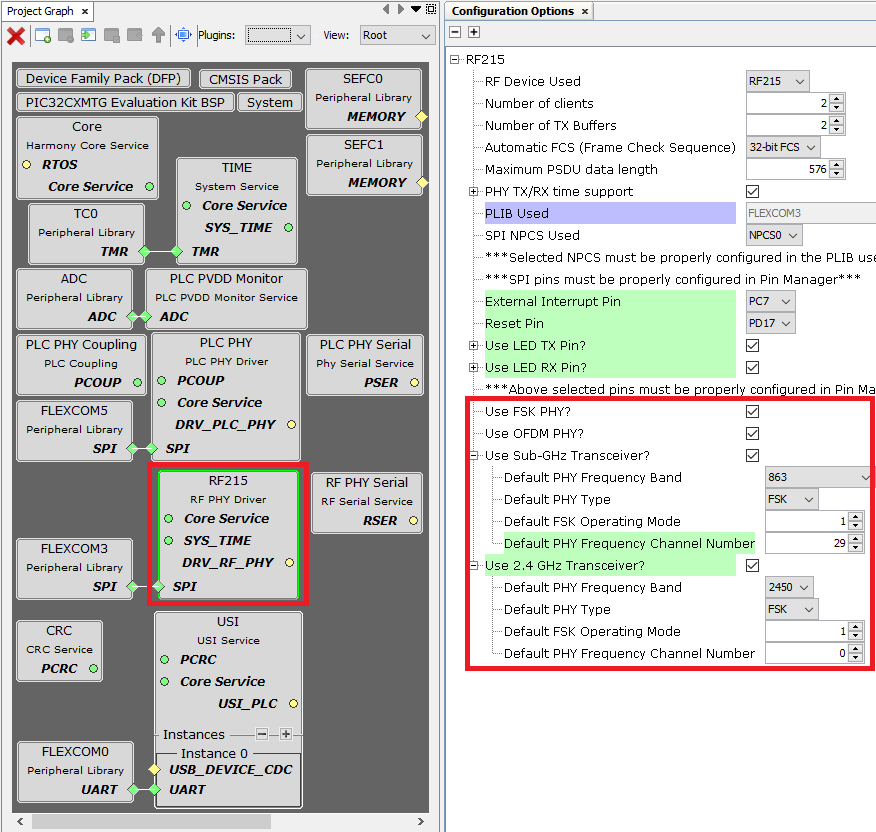 Project Graph ×
Plugins:
View: Root
Device Family Pack (DFP)
CMSIS Pack
PIC32CXMTG Evaluation Kit BSP
System
SEFC0
Peripheral Library
MEMORY
SEFC1
Peripheral Library
MEMORY
Core
Harmony Core Service
RTOS
Core Service
TIME
System Service
Core Service
SYS_TIME
TMR
TC0
Peripheral Library
TMR
ADC
Peripheral Library
ADC
PLC PVDD Monitor
PLC PVDD Monitor Service
ADC
PLC PHY Coupling
PLC Coupling
PCOUP
PLC PHY
PLC PHY Driver
PCOUP
Core Service
DRV_PLC_PHY
SPI
PLC PHY Serial
Phy Serial Service
PSER
FLEXCOM5
Peripheral Library
SPI
RF215
RF PHY Driver
Core Service
SYS_TIME
DRV_RF_PHY
SPI
RF PHY Serial
RF Serial Service
RSER
FLEXCOM3
Peripheral Library
SPI
CRC
CRC Service
PCRC
USI
USI Service
PCRC
Core Service
USI_PLC
Instances
Instance 0
USB_DEVICE_CDC
UART
FLEXCOM0
Peripheral Library
UART
Configuration Options ×
RF215
RF Device Used RF215
Number of clients 2
Number of TX Buffers 2
Automatic FCS (Frame Check Sequence) 32-bit FCS
Maximum PSDU data length 576
PHY TX/RX time support
PLIB Used FLEXCOM3
SPI NPCS Used NPCS0
***Selected NPCS must be properly configured in the PLIB use
***SPI pins must be properly configured in Pin Manager***
External Interrupt Pin PC7
Reset Pin PD17
Use LED TX Pin?
Use LED RX Pin?
***Above selected pins must be properly configured in Pin Ma
Use FSK PHY?
Use OFDM PHY?
Use Sub-GHz Transceiver?
Default PHY Frequency Band 863
Default PHY Type FSK
Default FSK Operating Mode 1
Default PHY Frequency Channel Number 29
Use 2.4 GHz Transceiver?
Default PHY Frequency Band 2450
Default PHY Type FSK
Default FSK Operating Mode 1
Default PHY Frequency Channel Number 0